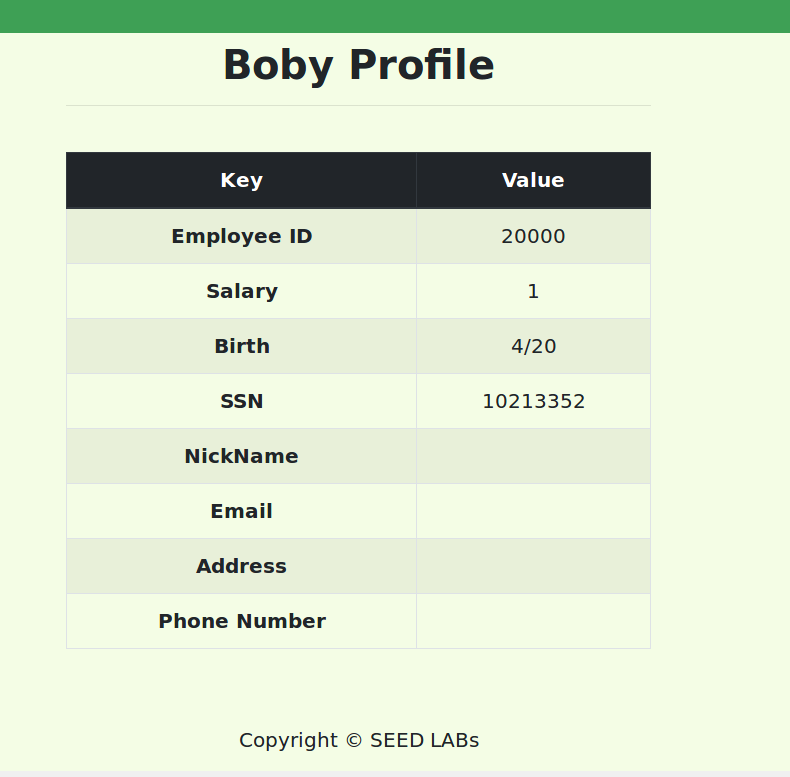 Boby Profile
Key Value
Employee ID 20000
Salary 1
Birth 4/20
SSN 10213352
NickName
Email
Address
Phone Number
Copyright © SEED LABs